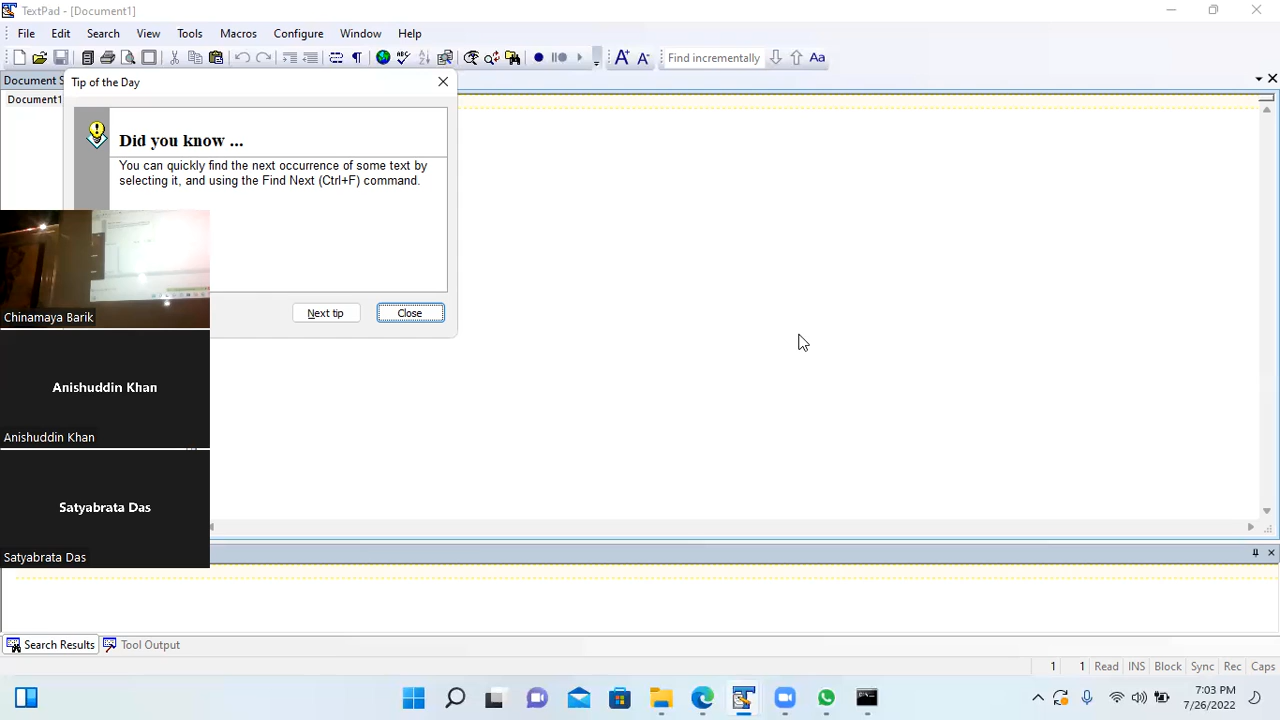 TextPad - [Document1]
File Edit Search View Tools Macros Configure Window Help
Find incrementally Aa
Document S
Tip of the Day
Document1
Did you know ...
You can quickly find the next occurrence of some text by
selecting it, and using the Find Next (Ctrl+F) command.
Next tip Close
Chinamaya Barik
Anishuddin Khan
Anishuddin Khan
Satyabrata Das
Satyabrata Das
Search Results Tool Output
1 1 Read INS Block Sync Rec Caps
7:03 PM
7/26/2022